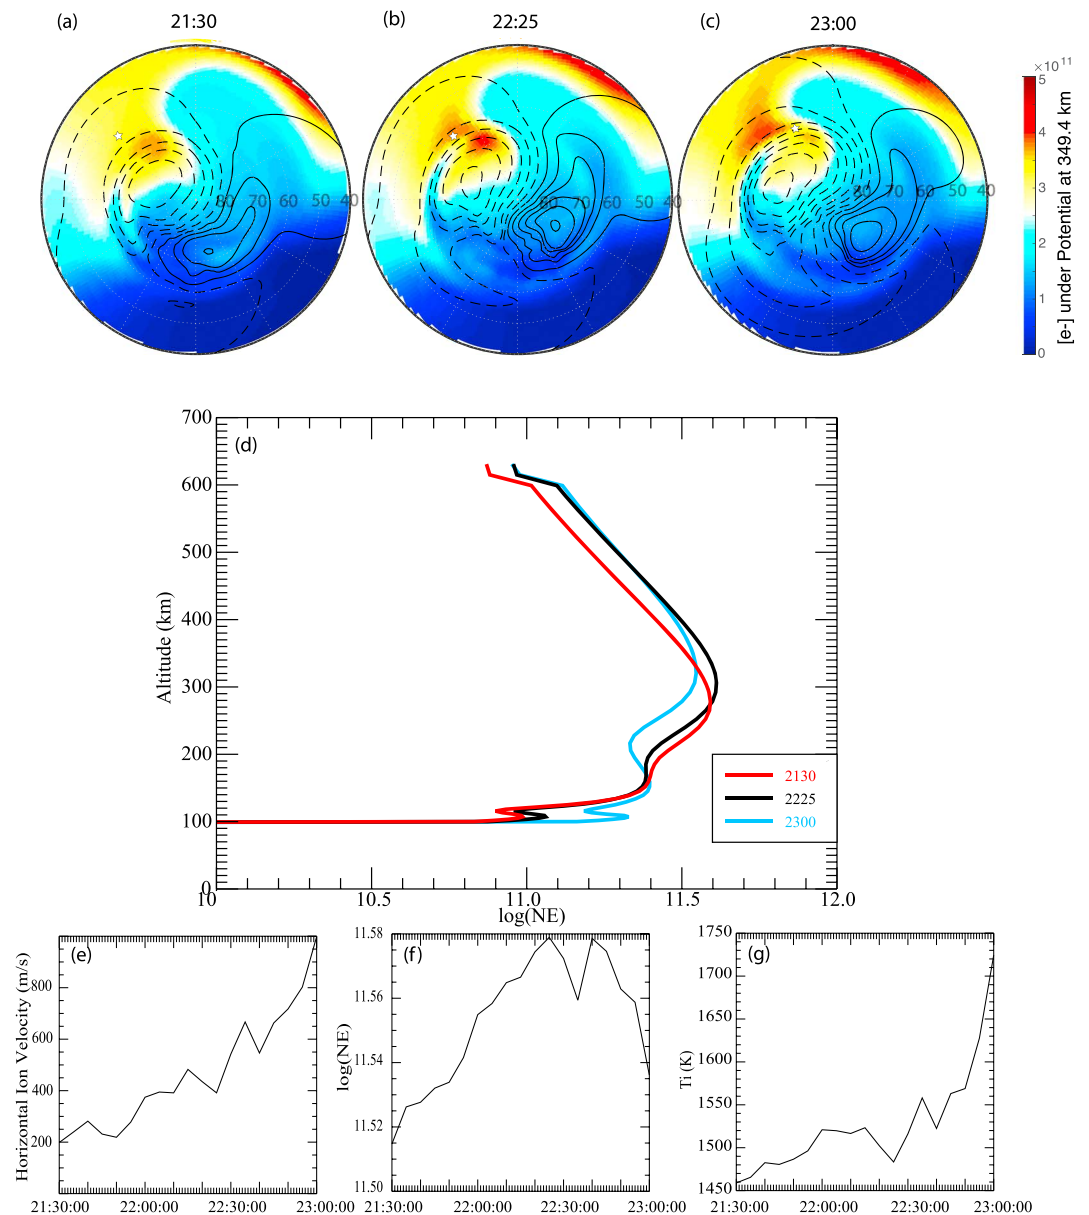 (a) 21:30
(b) 22:25
(c) 23:00
80 70 60 50 40
80 70 60 50 40
80 70 60 50 40
×10¹¹
5
4
3
2
1
0
[e-] under Potential at 349.4 km
(d)
700
600
500
400
300
200
100
0
Altitude (km)
10 10.5 11.0 11.5 12.0
log(NE)
2130
2225
2300
(e)
800
600
400
200
Horizontal Ion Velocity (m/s)
21:30:00 22:00:00 22:30:00 23:00:00
(f)
11.58
11.56
11.54
11.52
11.50
log(NE)
21:30:00 22:00:00 22:30:00 23:00:00
(g)
1750
1700
1650
1600
1550
1500
1450
Ti (K)
21:30:00 22:00:00 22:30:00 23:00:00